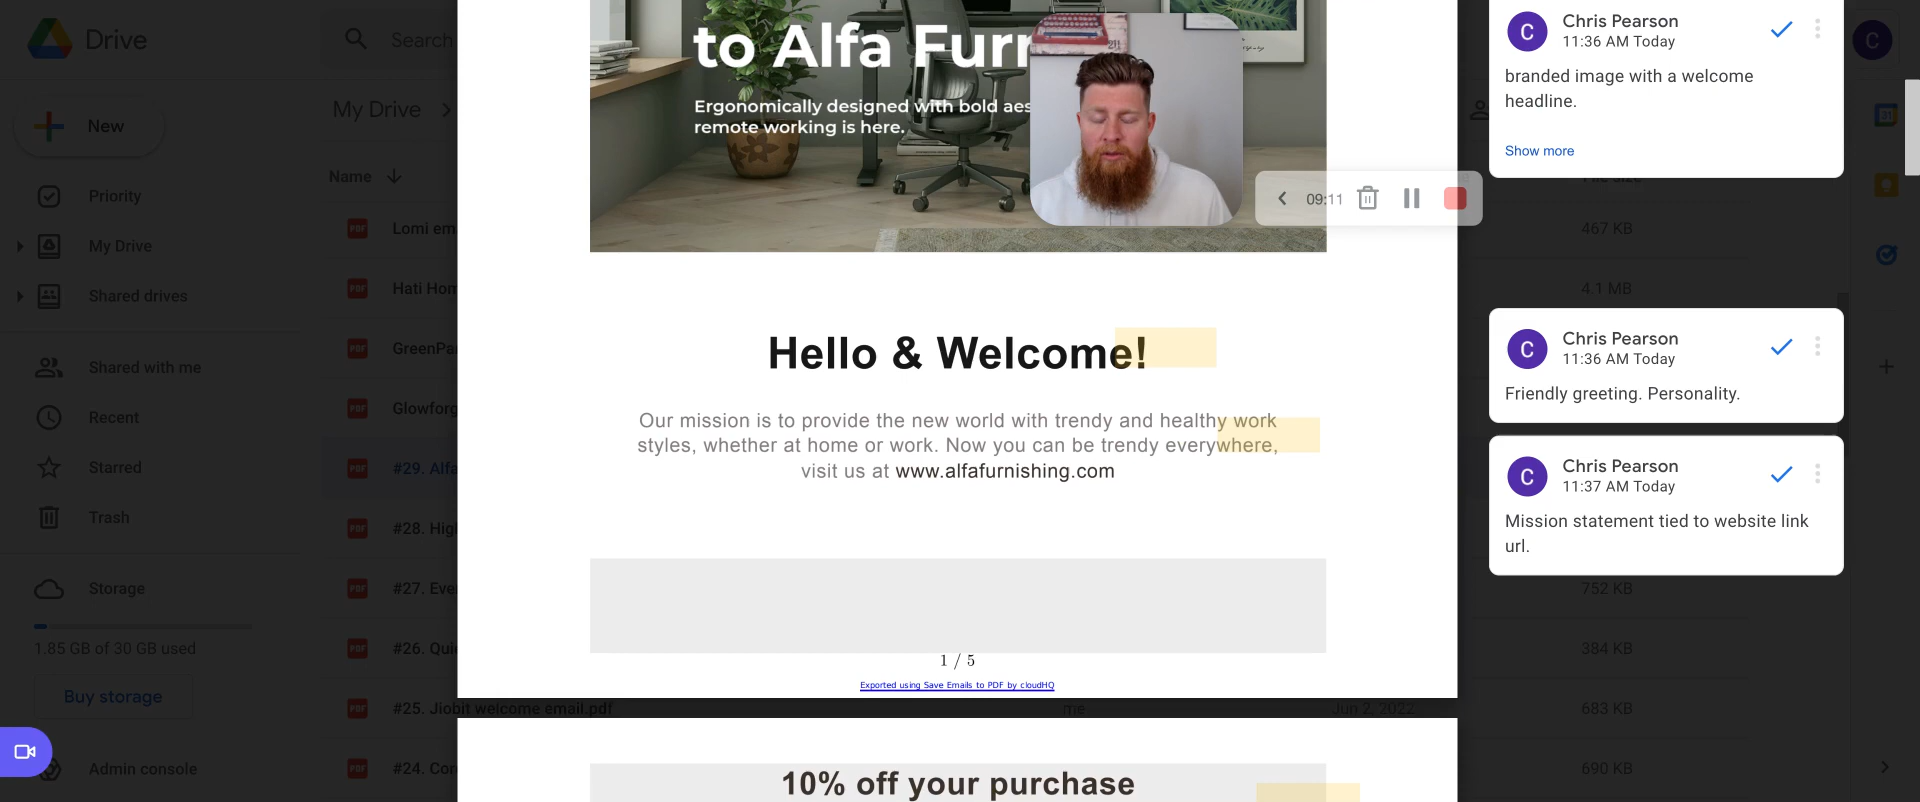 Drive
Search
New
My Drive
Name
Priority
My Drive
Shared drives
Shared with me
Recent
Starred
Trash
Storage
1.85 GB of 30 GB used
Buy storage
Admin console
Lomi em
Hati Hom
GreenPa
Glowforg
#29. Alfa
#28. Hig
#27. Eve
#26. Qui
#25. Jiobit welcome email.pdf
me
Jun 2, 2022
#24. Cor
467 KB
4.1 MB
752 KB
384 KB
683 KB
690 KB
to Alfa Furn
Ergonomically designed with bold aes
remote working is here.
09:11
Hello & Welcome!
Our mission is to provide the new world with trendy and healthy work
styles, whether at home or work. Now you can be trendy everywhere,
visit us at www.alfafurnishing.com
1 / 5
Exported using Save Emails to PDF by cloudHQ
10% off your purchase
C
C
Chris Pearson
11:36 AM Today
branded image with a welcome
headline.
Show more
C
Chris Pearson
11:36 AM Today
Friendly greeting. Personality.
C
Chris Pearson
11:37 AM Today
Mission statement tied to website link
url.